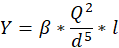 Y = β * Q²/d⁵ * l